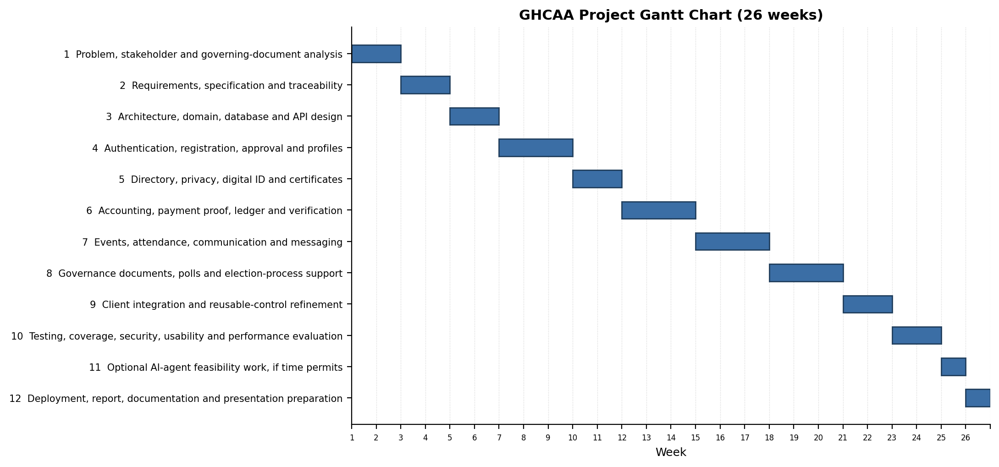 GHCAA Project Gantt Chart (26 weeks)
1 Problem, stakeholder and governing-document analysis
2 Requirements, specification and traceability
3 Architecture, domain, database and API design
4 Authentication, registration, approval and profiles
5 Directory, privacy, digital ID and certificates
6 Accounting, payment proof, ledger and verification
7 Events, attendance, communication and messaging
8 Governance documents, polls and election-process support
9 Client integration and reusable-control refinement
10 Testing, coverage, security, usability and performance evaluation
11 Optional AI-agent feasibility work, if time permits
12 Deployment, report, documentation and presentation preparation
1 2 3 4 5 6 7 8 9 10 11 12 13 14 15 16 17 18 19 20 21 22 23 24 25 26
Week